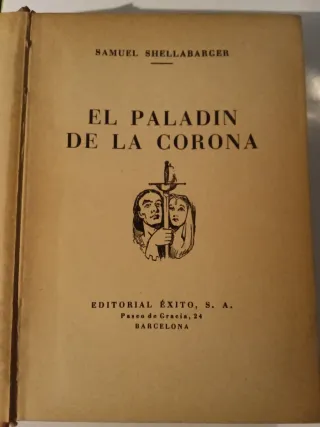 SAMUEL SHELLABARGER
EL PALADIN
DE LA CORONA
EDITORIAL ÉXITO, S. A.
Paseo de Gracia, 24
BARCELONA